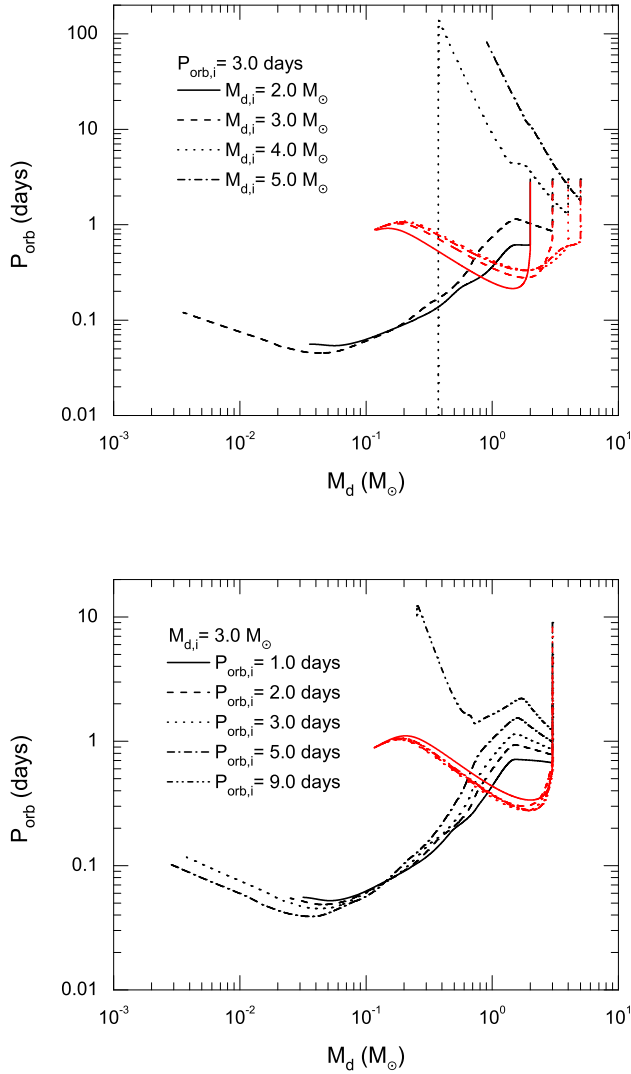 100
10
1
0.1
0.01
P_orb (days)
P_orb,i= 3.0 days
M_d,i= 2.0 M_⊙
M_d,i= 3.0 M_⊙
M_d,i= 4.0 M_⊙
M_d,i= 5.0 M_⊙
10^-3 10^-2 10^-1 10^0 10^1
M_d (M_⊙)
10
1
0.1
0.01
P_orb (days)
M_d,i= 3.0 M_⊙
P_orb,i= 1.0 days
P_orb,i= 2.0 days
P_orb,i= 3.0 days
P_orb,i= 5.0 days
P_orb,i= 9.0 days
10^-3 10^-2 10^-1 10^0 10^1
M_d (M_⊙)